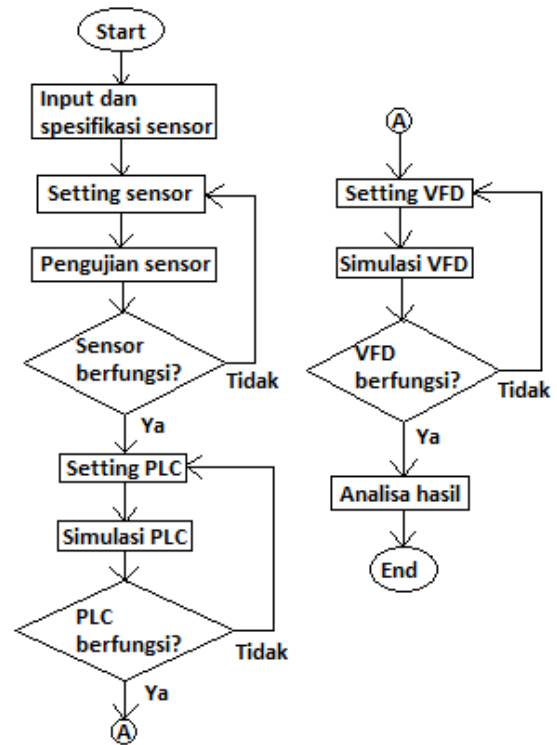 Start
Input dan
spesifikasi sensor
Setting sensor
Pengujian sensor
Sensor
berfungsi?
Tidak
Ya
Setting PLC
Simulasi PLC
PLC
berfungsi?
Tidak
Ya
A
A
Setting VFD
Simulasi VFD
VFD
berfungsi?
Tidak
Ya
Analisa hasil
End